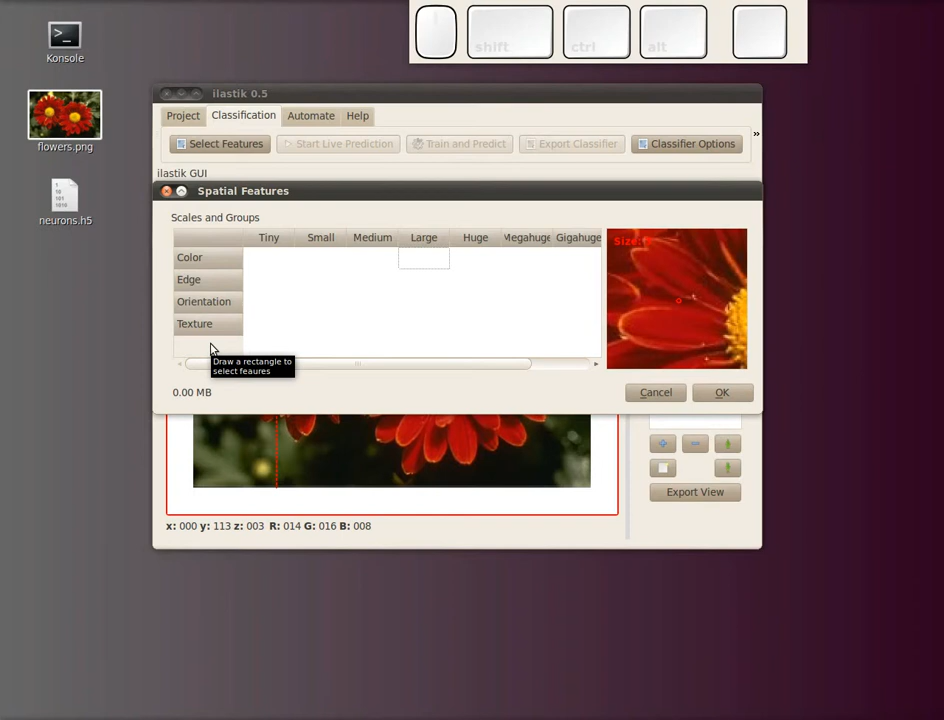 shift ctrl alt
Konsole
flowers.png
neurons.h5
ilastik 0.5
Project Classification Automate Help
Select Features Start Live Prediction Train and Predict Export Classifier Classifier Options »
ilastik GUI
Spatial Features
Scales and Groups
Tiny Small Medium Large Huge Megahuge Gigahuge
Size:
Color
Edge
Orientation
Texture
Draw a rectangle to
select feaures
0.00 MB
Cancel OK
Export View
x: 000 y: 113 z: 003 R: 014 G: 016 B: 008